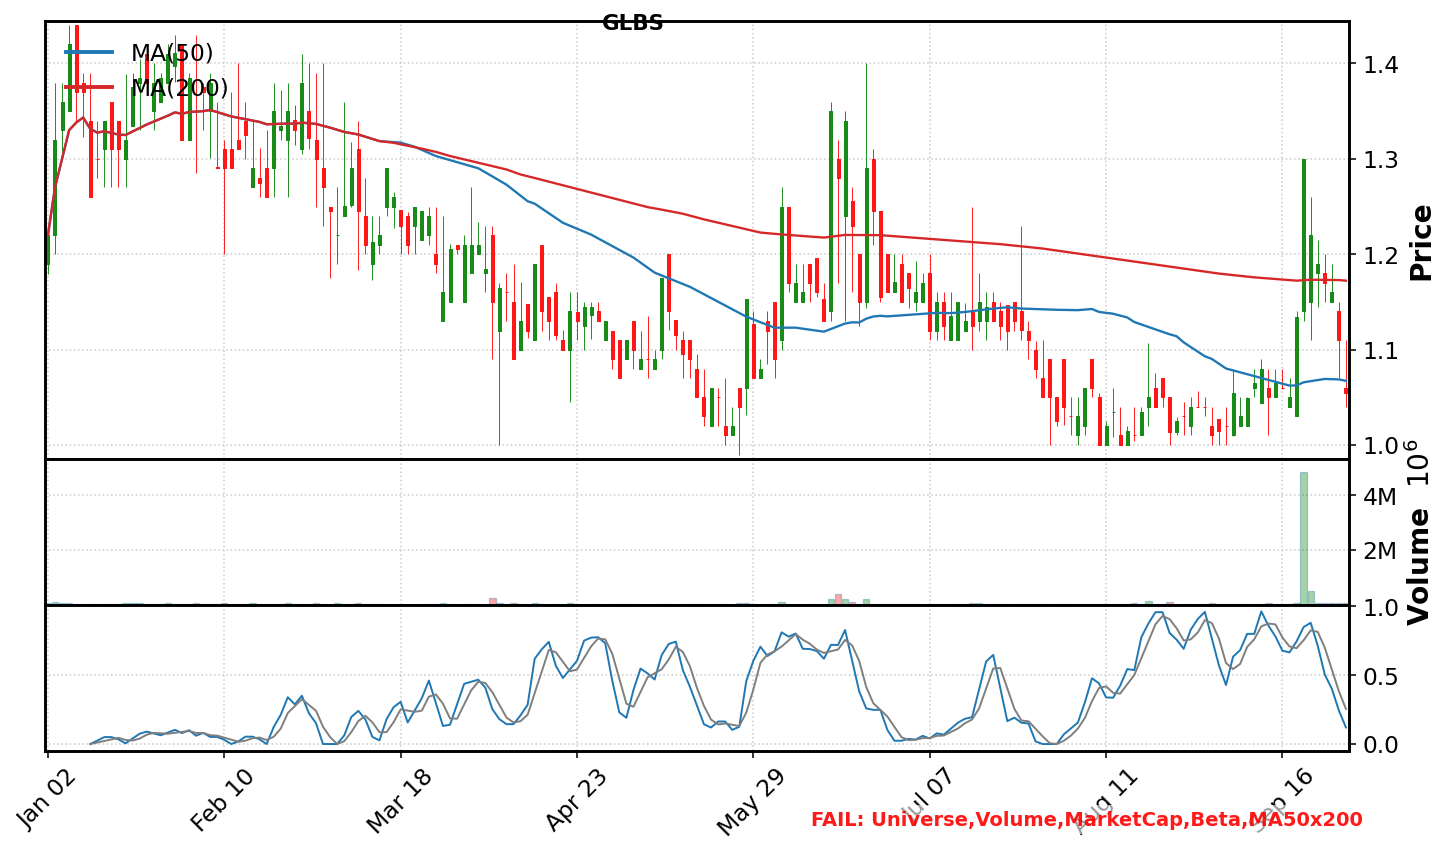 GLBS
MA(50)
MA(200)
1.4
1.3
1.2
1.1
1.0
Price
4M
2M
Volume 10^6
1.0
0.5
0.0
Jan 02
Feb 10
Mar 18
Apr 23
May 29
Jul 07
Aug 11
Sep 16
FAIL: Universe,Volume,MarketCap,Beta,MA50x200